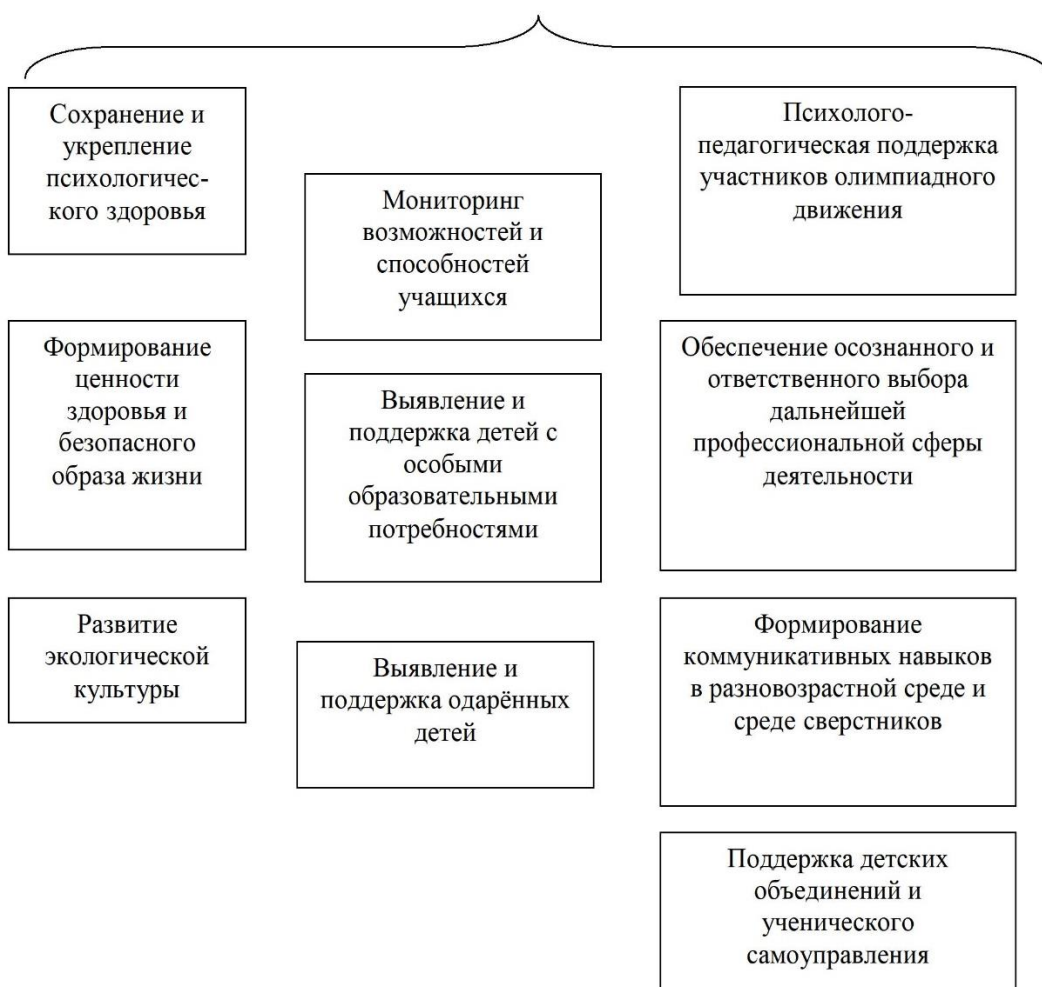 Сохранение и
укрепление
психологичес-
кого здоровья
Формирование
ценности
здоровья и
безопасного
образа жизни
Развитие
экологической
культуры
Мониторинг
возможностей и
способностей
учащихся
Выявление и
поддержка детей с
особыми
образовательными
потребностями
Выявление и
поддержка одарённых
детей
Психолого-
педагогическая поддержка
участников олимпиадного
движения
Обеспечение осознанного и
ответственного выбора
дальнейшей
профессиональной сферы
деятельности
Формирование
коммуникативных навыков
в разновозрастной среде и
среде сверстников
Поддержка детских
объединений и
ученического
самоуправления